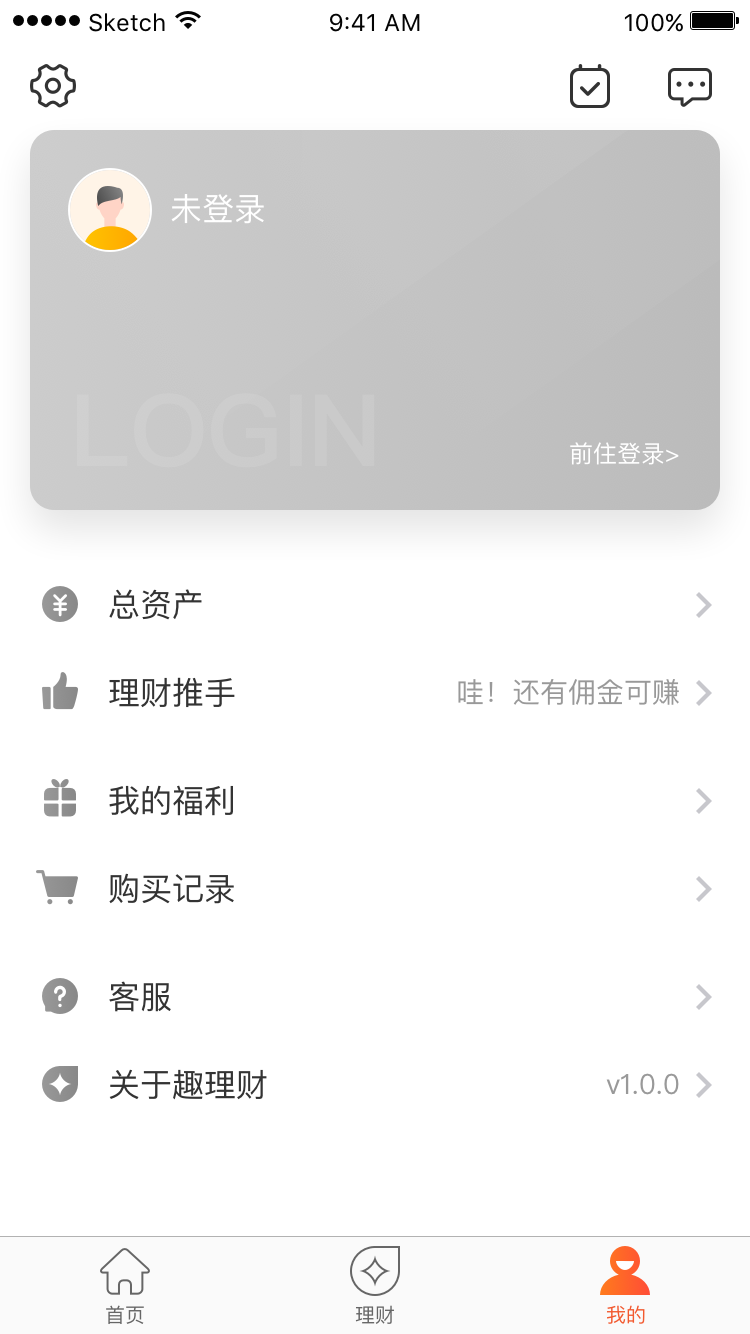 Sketch 9:41 AM 100%
未登录
LOGIN
前住登录>
总资产
理财推手 哇！还有佣金可赚
我的福利
购买记录
客服
关于趣理财 v1.0.0
首页 理财 我的